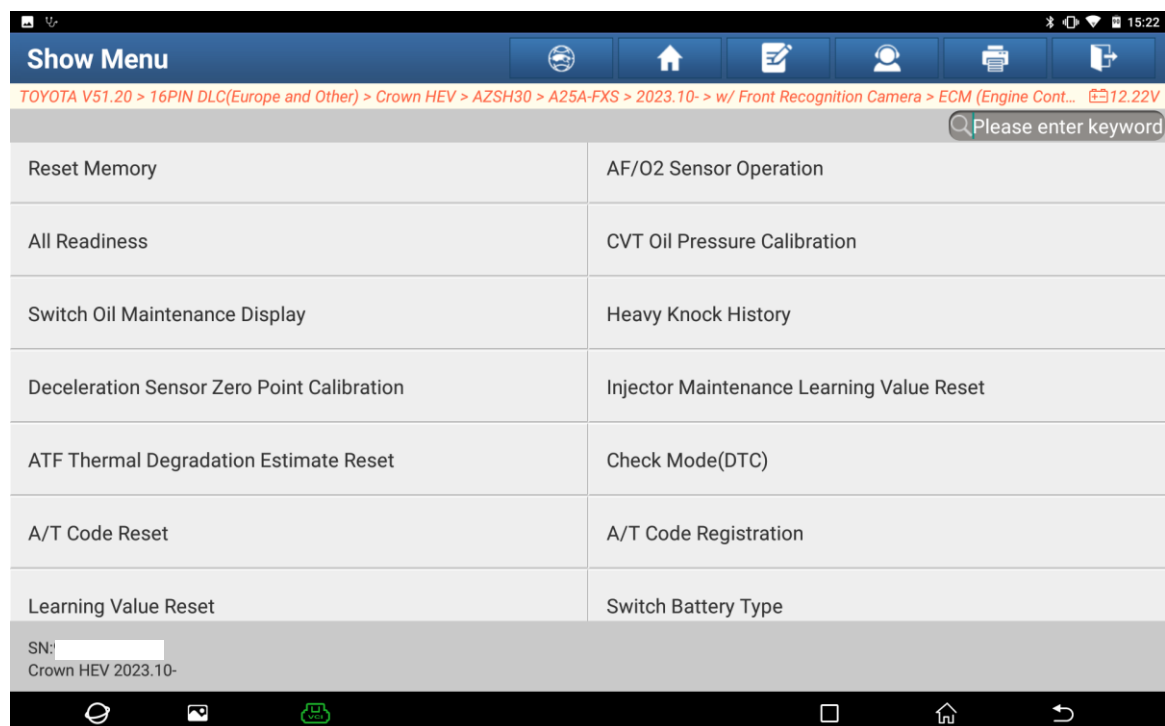 15:22
Show Menu
TOYOTA V51.20 > 16PIN DLC(Europe and Other) > Crown HEV > AZSH30 > A25A-FXS > 2023.10- > w/ Front Recognition Camera > ECM (Engine Cont... 12.22V
Please enter keyword
Reset Memory
AF/O2 Sensor Operation
All Readiness
CVT Oil Pressure Calibration
Switch Oil Maintenance Display
Heavy Knock History
Deceleration Sensor Zero Point Calibration
Injector Maintenance Learning Value Reset
ATF Thermal Degradation Estimate Reset
Check Mode(DTC)
A/T Code Reset
A/T Code Registration
Learning Value Reset
Switch Battery Type
SN:
Crown HEV 2023.10-
VCI